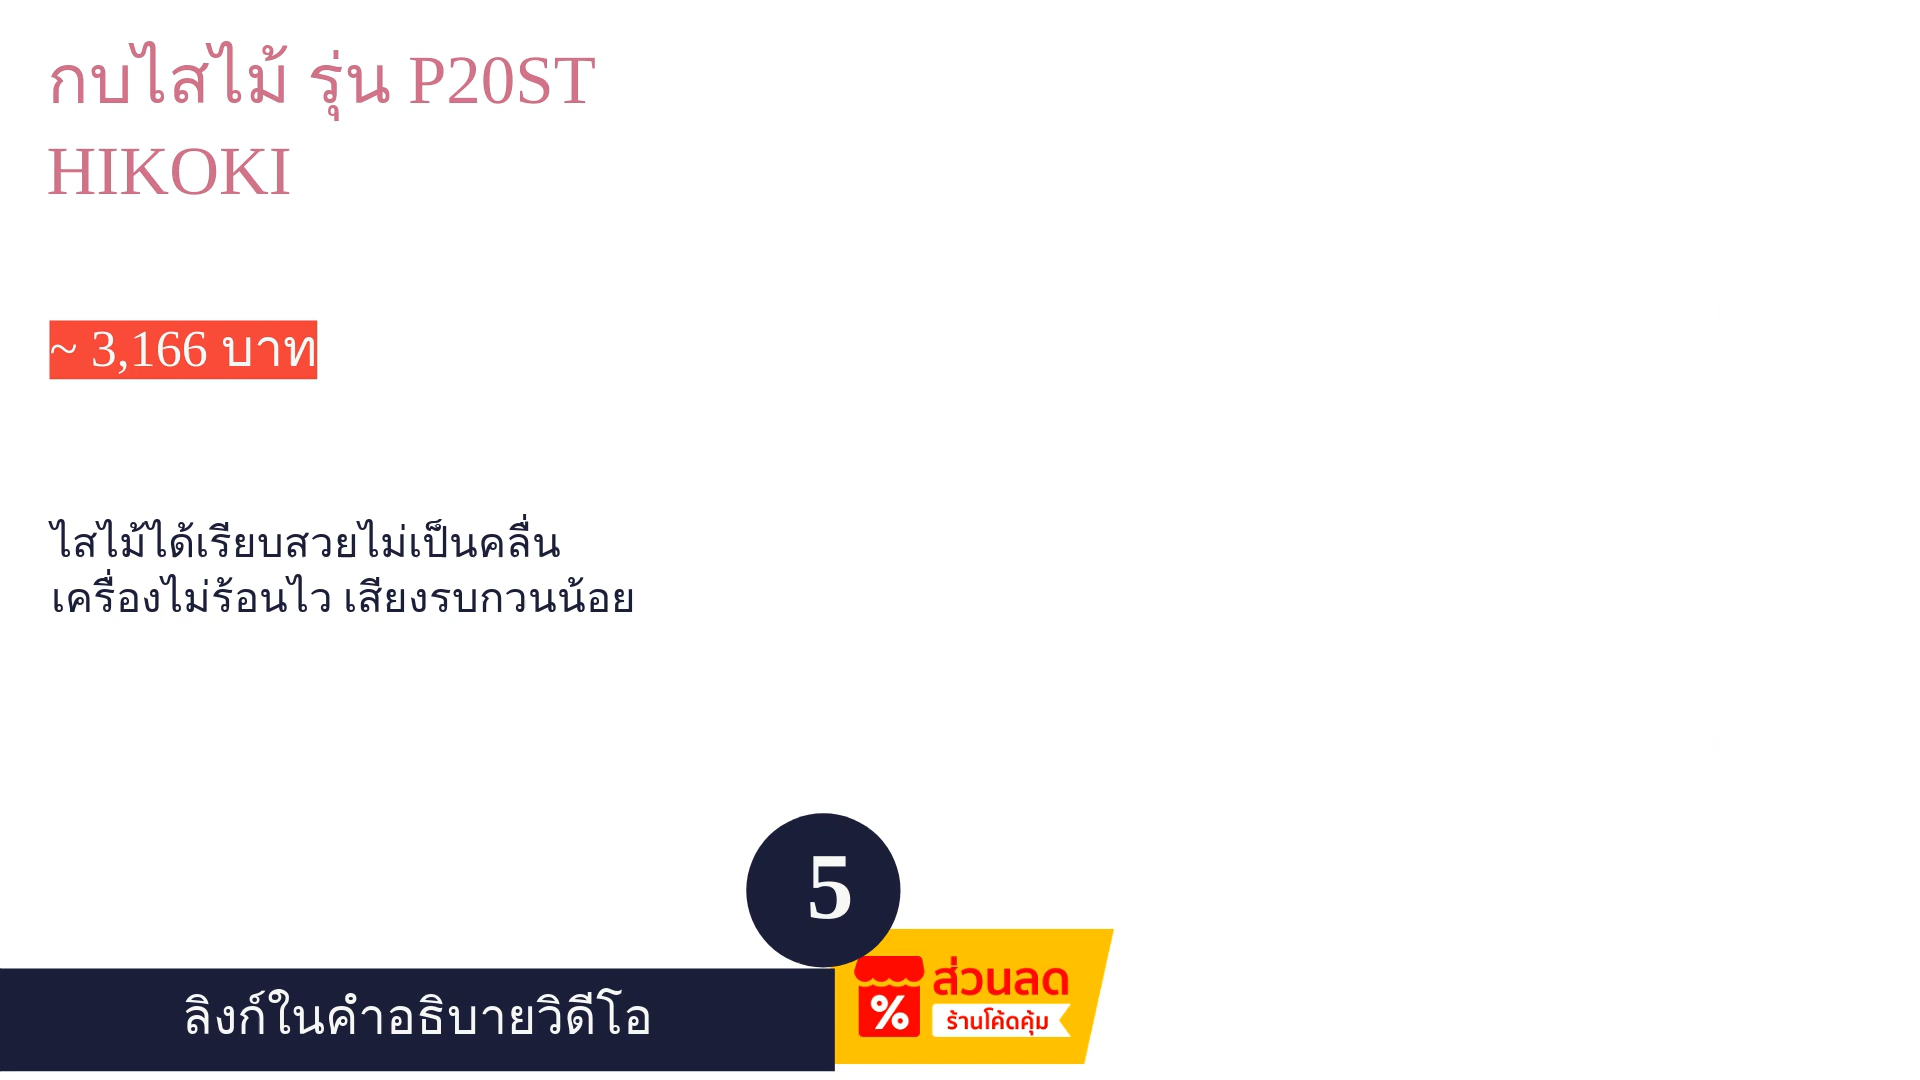 กบไสไม้ รุ่น P20ST
HIKOKI
~ 3,166 บาท
ไสไม้ได้เรียบสวยไม่เป็นคลื่น
เครื่องไม่ร้อนไว เสียงรบกวนน้อย
5
ส่วนลด
%
ร้านโค้ดคุ้ม
ลิงก์ในคำอธิบายวิดีโอ